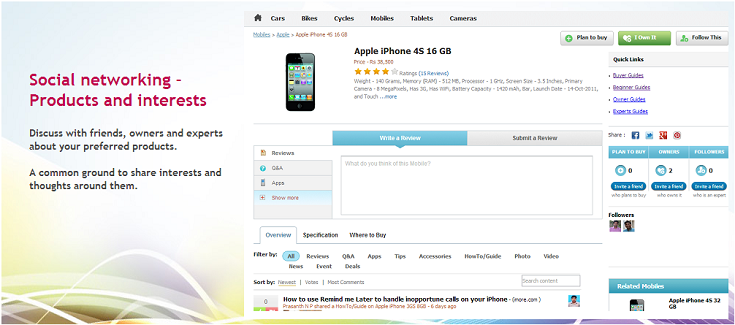 Social networking -
Products and interests
Discuss with friends, owners and experts
about your preferred products.
A common ground to share interests and
thoughts around them.
Cars Bikes Cycles Mobiles Tablets Cameras
Mobiles » Apple » Apple iPhone 4S 16 GB
Plan to buy
I Own It
Follow This
Apple iPhone 4S 16 GB
Price - Rs 38,300
Ratings (15 Reviews)
Weight - 140 Grams, Memory (RAM) - 512 MB, Processor - 1 GHz, Screen Size - 3.5 Inches, Primary
Camera - 8 MegaPixels, Has 3G, Has WiFi, Battery Capacity - 1420 mAh, Bar, Launch Date - 14-Oct-2011,
and Touch ...more
Quick Links
Buyer Guides
Beginner Guides
Owner Guides
Experts Guides
Share :
Write a Review
Submit a Review
Reviews
Q&A
Apps
Show more
What do you think of this Mobile?
PLAN TO BUY OWNERS FOLLOWERS
0 2 0
Invite a friend Invite a friend Invite a friend
who plans to buy who owns it who is an expert
Followers
Overview Specification Where to Buy
Filter by: All Reviews Q&A Apps Tips Accessories HowTo/Guide Photo Video
News Event Deals
Sort by: Newest | Votes | Most Comments
Search content
0
How to use Remind me Later to handle inopportune calls on your iPhone - (imore.com )
Prasanth N P shared a HowTo/Guide on Apple iPhone 3GS 8GB - 6 days ago
Related Mobiles
Apple iPhone 4S 32
GB